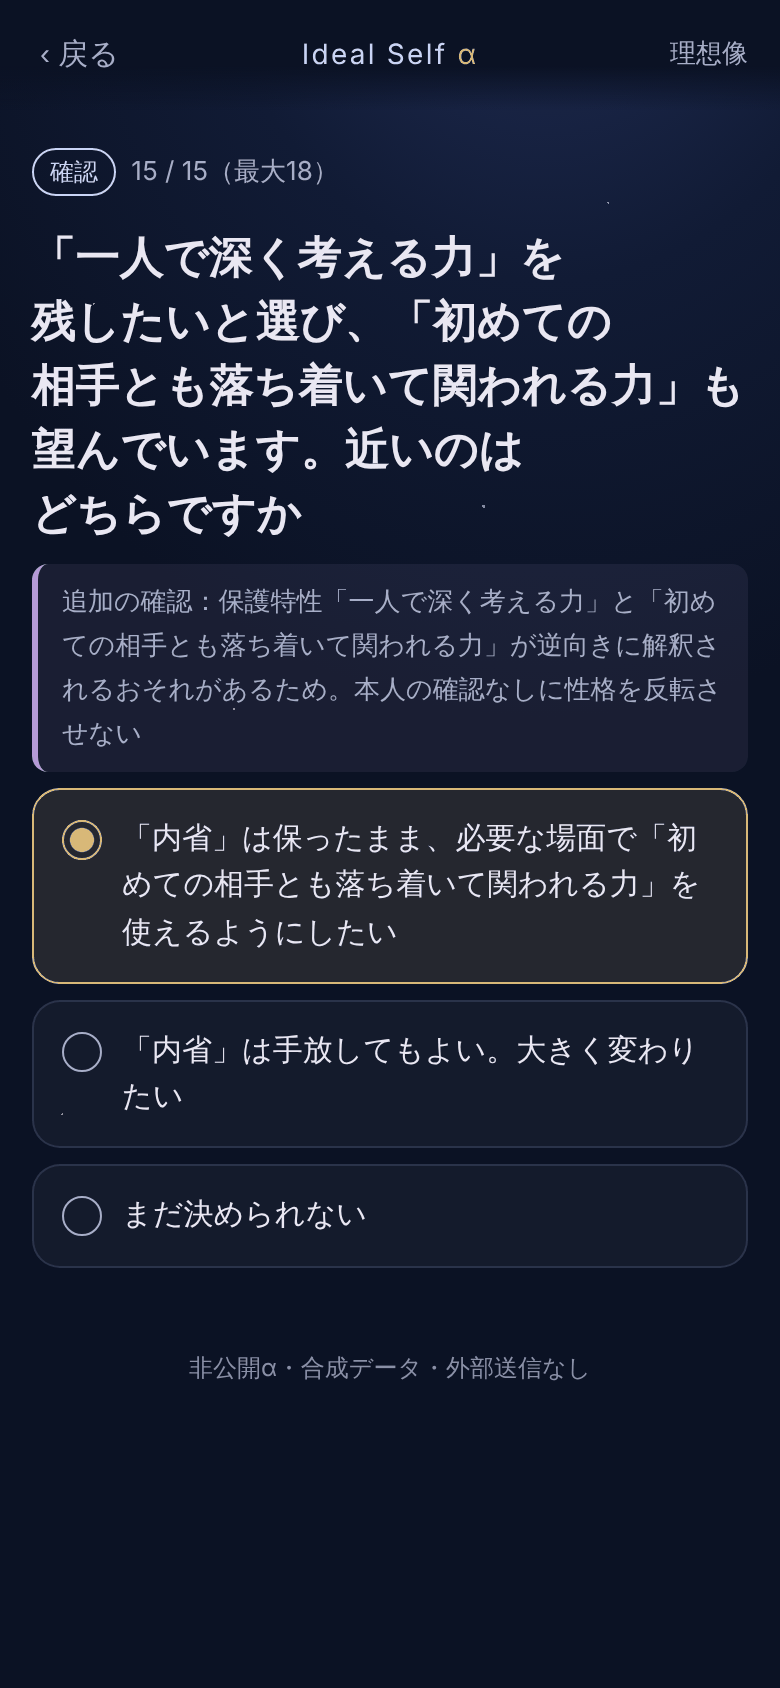 ‹ 戻る
Ideal Self α
理想像
確認
15 / 15（最大18）
「一人で深く考える力」を
残したいと選び、「初めての
相手とも落ち着いて関われる力」も
望んでいます。近いのは
どちらですか
追加の確認：保護特性「一人で深く考える力」と「初め
ての相手とも落ち着いて関われる力」が逆向きに解釈さ
れるおそれがあるため。本人の確認なしに性格を反転さ
せない
「内省」は保ったまま、必要な場面で「初
めての相手とも落ち着いて関われる力」を
使えるようにしたい
「内省」は手放してもよい。大きく変わり
たい
まだ決められない
非公開α・合成データ・外部送信なし